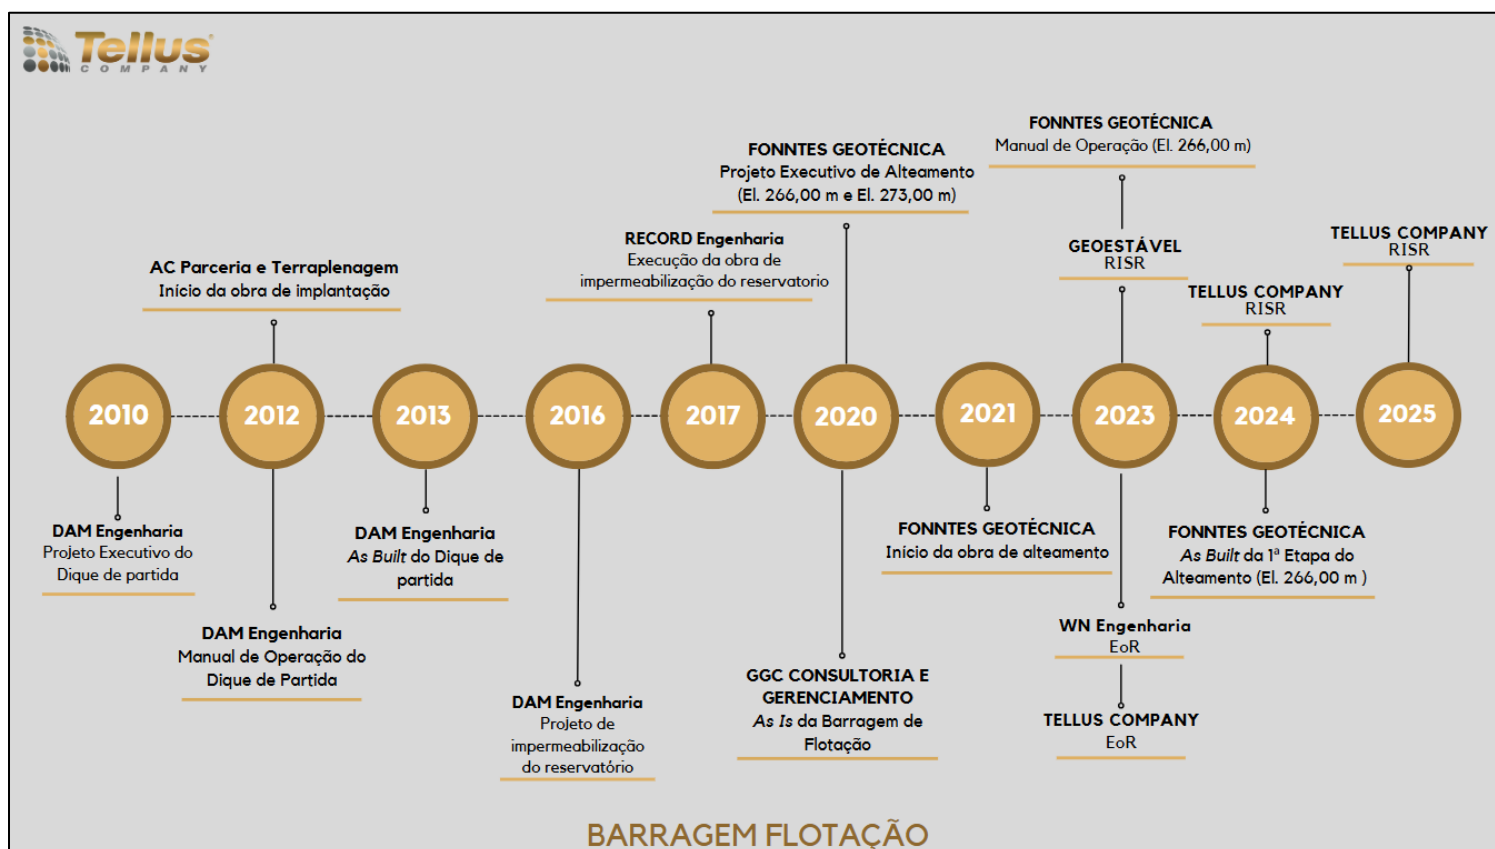 Tellus
COMPANY
FONNTES GEOTÉCNICA
Manual de Operação (El. 266,00 m)
FONNTES GEOTÉCNICA
Projeto Executivo de Alteamento
(El. 266,00 m e El. 273,00 m)
RECORD Engenharia
Execução da obra de
impermeabilização do reservatorio
GEOESTÁVEL
RISR
TELLUS COMPANY
RISR
AC Parceria e Terraplenagem
Início da obra de implantação
TELLUS COMPANY
RISR
2010
2012
2013
2016
2017
2020
2021
2023
2024
2025
DAM Engenharia
Projeto Executivo do
Dique de partida
DAM Engenharia
As Built do Dique de
partida
FONNTES GEOTÉCNICA
Início da obra de alteamento
FONNTES GEOTÉCNICA
As Built da 1ª Etapa do
Alteamento (El. 266,00 m )
DAM Engenharia
Manual de Operação do
Dique de Partida
WN Engenharia
EoR
DAM Engenharia
Projeto de
impermeabilização
do reservatório
GGC CONSULTORIA E
GERENCIAMENTO
As Is da Barragem de
Flotação
TELLUS COMPANY
EoR
BARRAGEM FLOTAÇÃO